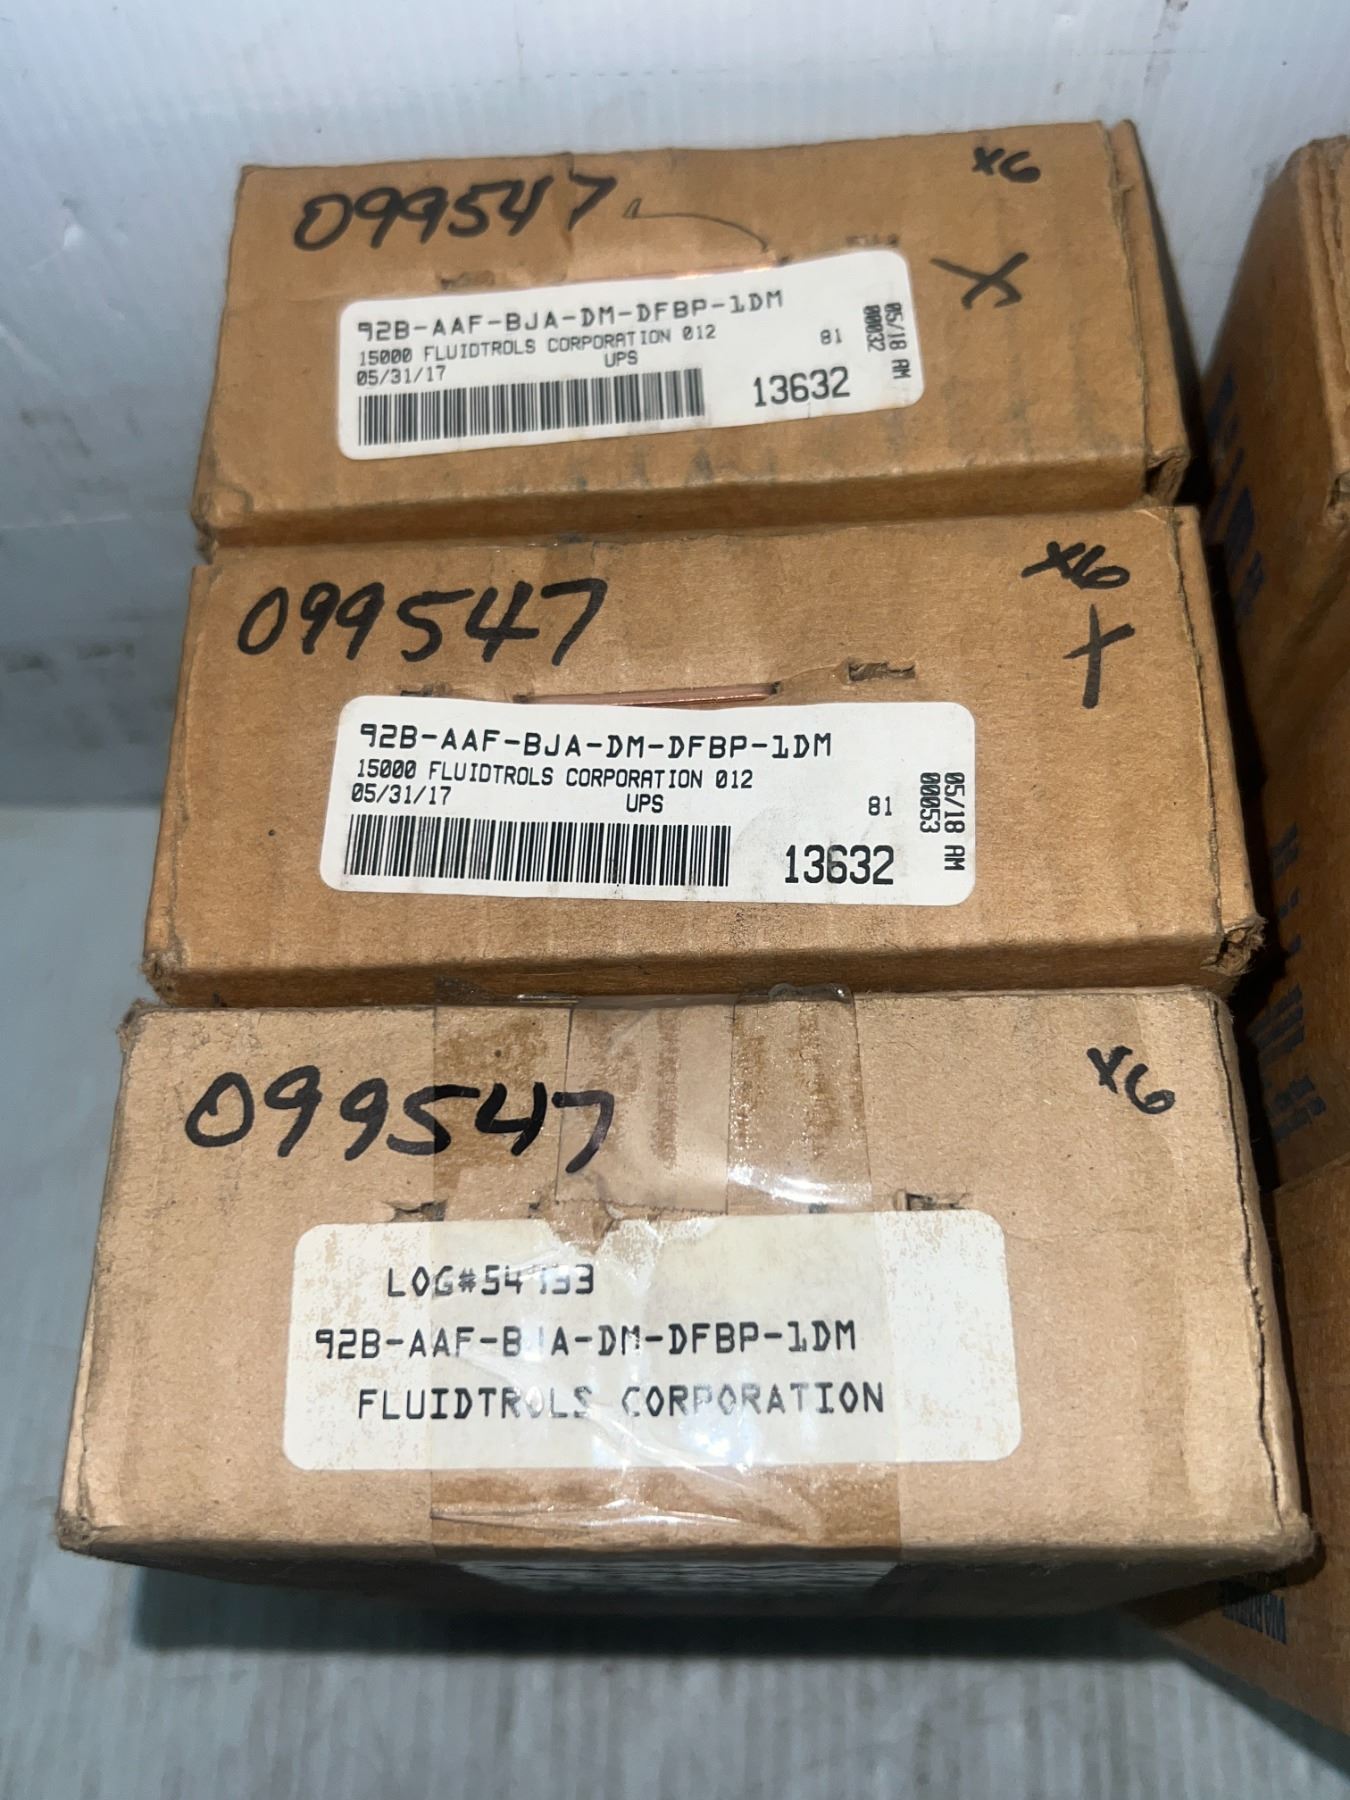 099547
x6
X
92B-AAF-BJA-DM-DFBP-1DM
15000 FLUIDTROLS CORPORATION 012
05/31/17 UPS 81
13632
05/18 AM
00032
099547
x6
X
92B-AAF-BJA-DM-DFBP-1DM
15000 FLUIDTROLS CORPORATION 012
05/31/17 UPS 81
13632
05/18 AM
00053
099547
x6
92B-AAF-BJA-DM-DFBP-1DM
FLUIDTROLS CORPORATION